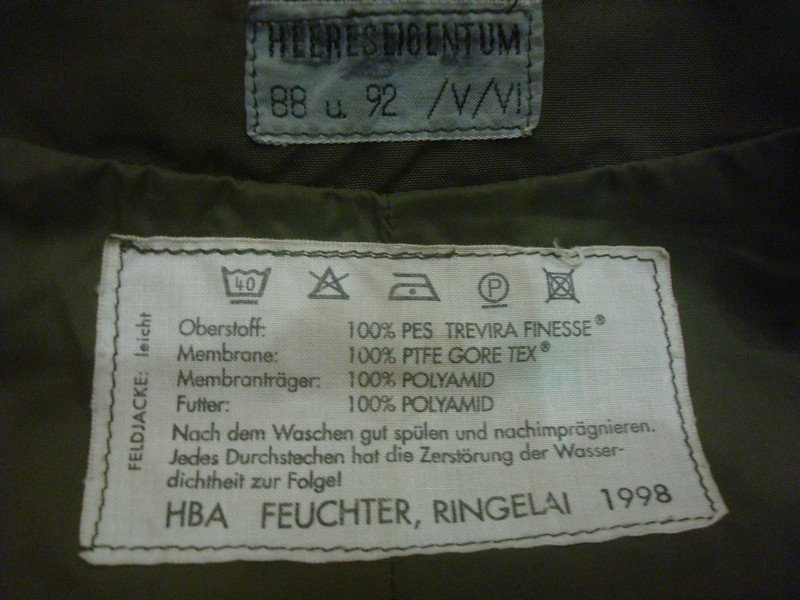 HEERESEIGENTUM
88 u. 92 /V/VI
40
P
FELDJACKE: leicht
Oberstoff: 100% PES TREVIRA FINESSE®
Membrane: 100% PTFE GORE TEX®
Membranträger: 100% POLYAMID
Futter: 100% POLYAMID
Nach dem Waschen gut spülen und nachimprägnieren.
Jedes Durchstechen hat die Zerstörung der Wasser-
dichtheit zur Folge!
HBA FEUCHTER, RINGELAI 1998